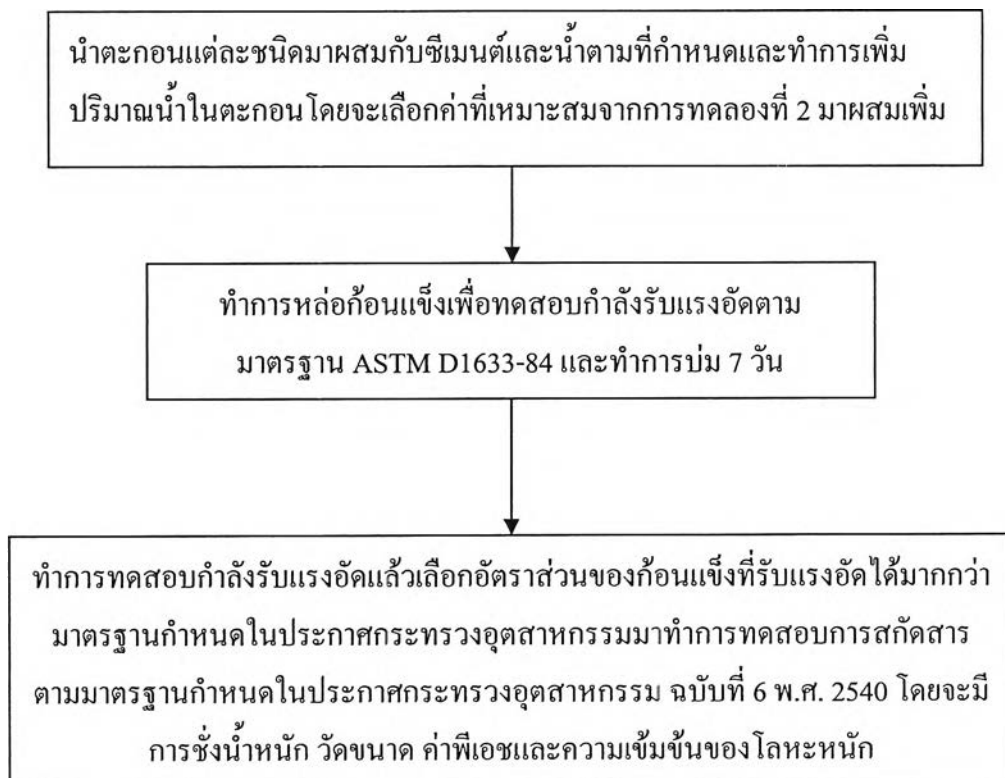 นำตะกอนแต่ละชนิดมาผสมกับซีเมนต์และน้ำตามที่กำหนดและทำการเพิ่ม
ปริมาณน้ำในตะกอนโดยจะเลือกค่าที่เหมาะสมจากการทดลองที่ 2 มาผสมเพิ่ม
ทำการหล่อก้อนแข็งเพื่อทดสอบกำลังรับแรงอัดตาม
มาตรฐาน ASTM D1633-84 และทำการบ่ม 7 วัน
ทำการทดสอบกำลังรับแรงอัดแล้วเลือกอัตราส่วนของก้อนแข็งที่รับแรงอัดได้มากกว่า
มาตรฐานกำหนดในประกาศกระทรวงอุตสาหกรรมมาทำการทดสอบการสกัดสาร
ตามมาตรฐานกำหนดในประกาศกระทรวงอุตสาหกรรม ฉบับที่ 6 พ.ศ. 2540 โดยจะมี
การชั่งน้ำหนัก วัดขนาด ค่าพีเอชและความเข้มข้นของโลหะหนัก